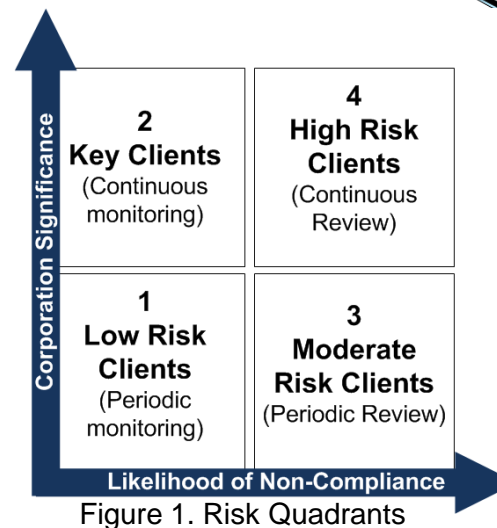 Corporation Significance
2
Key Clients
(Continuous
monitoring)
4
High Risk
Clients
(Continuous
Review)
1
Low Risk
Clients
(Periodic
monitoring)
3
Moderate
Risk Clients
(Periodic Review)
Likelihood of Non-Compliance
Figure 1. Risk Quadrants